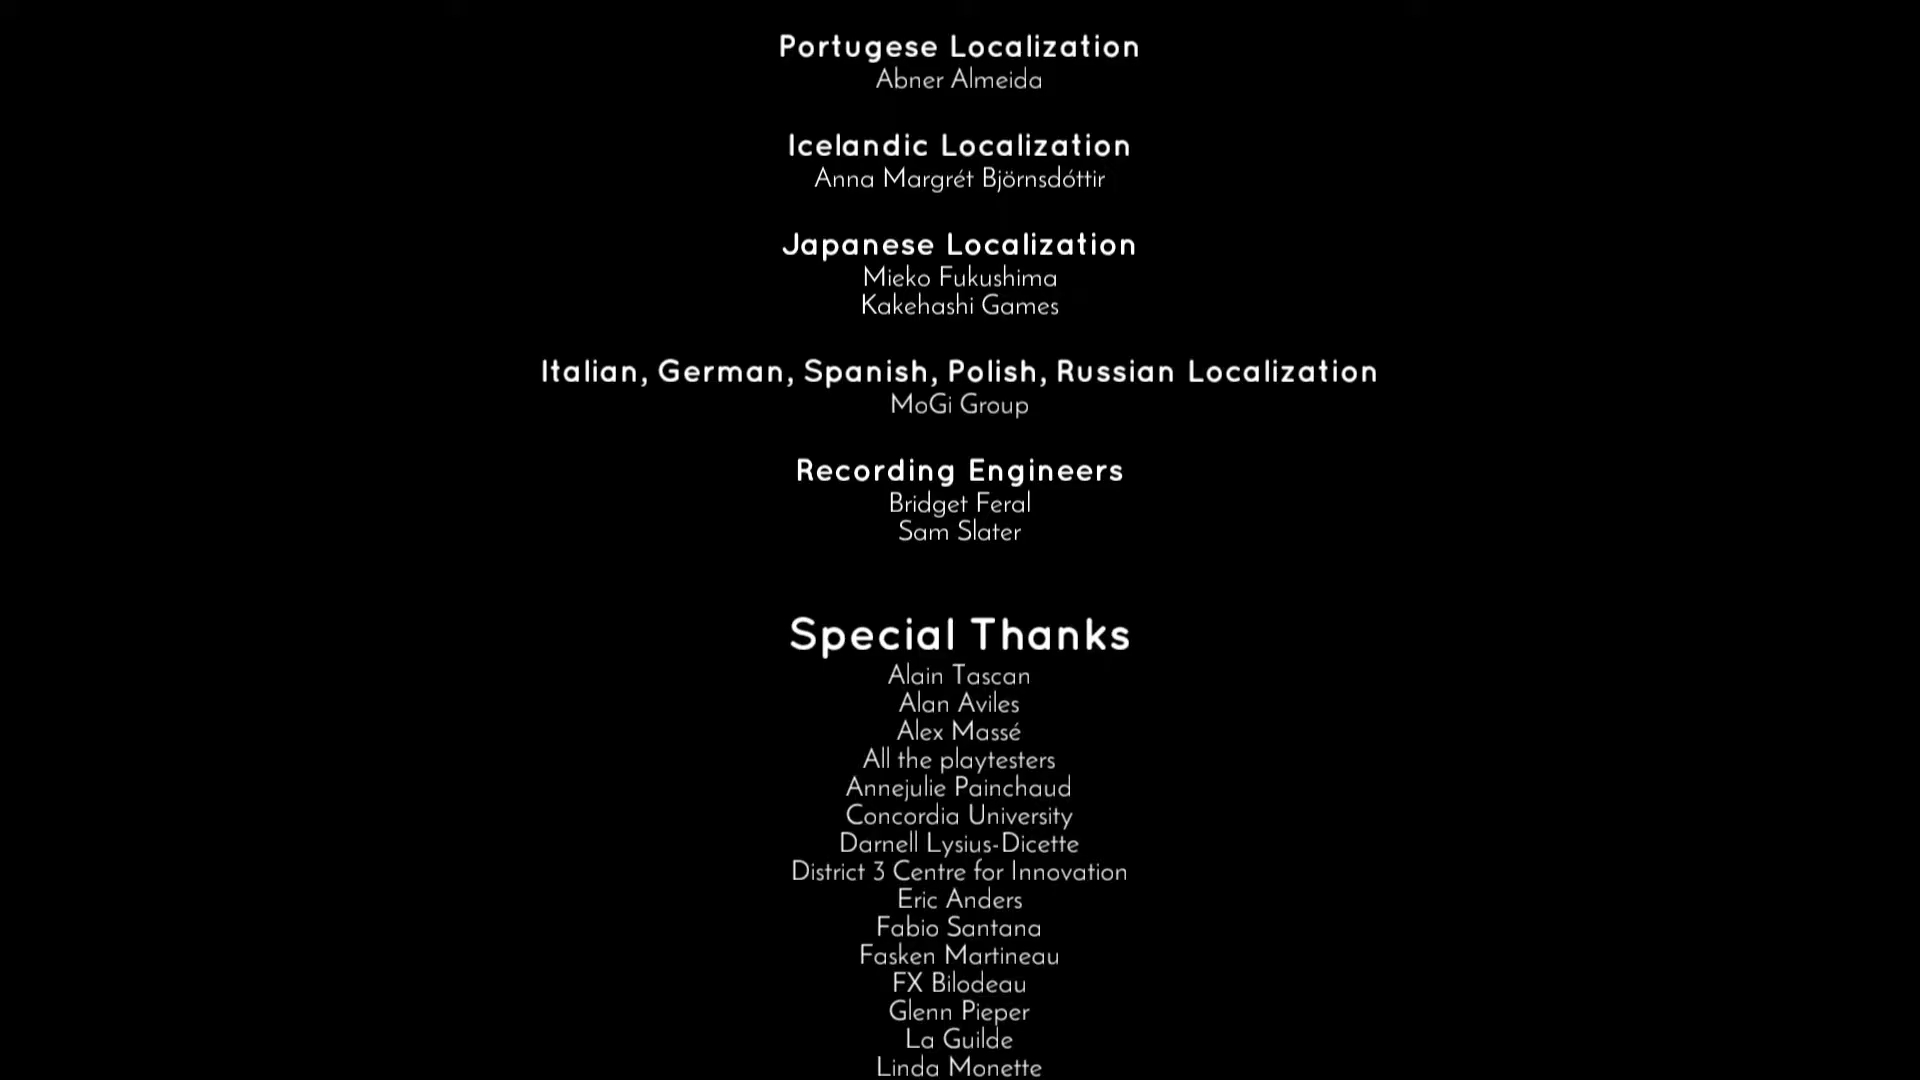 Portugese Localization
Abner Almeida
Icelandic Localization
Anna Margrét Björnsdóttir
Japanese Localization
Mieko Fukushima
Kakehashi Games
Italian, German, Spanish, Polish, Russian Localization
MoGi Group
Recording Engineers
Bridget Feral
Sam Slater
Special Thanks
Alain Tascan
Alan Aviles
Alex Massé
All the playtesters
Annejulie Painchaud
Concordia University
Darnell Lysius-Dicette
District 3 Centre for Innovation
Eric Anders
Fabio Santana
Fasken Martineau
FX Bilodeau
Glenn Pieper
La Guilde
Linda Monette